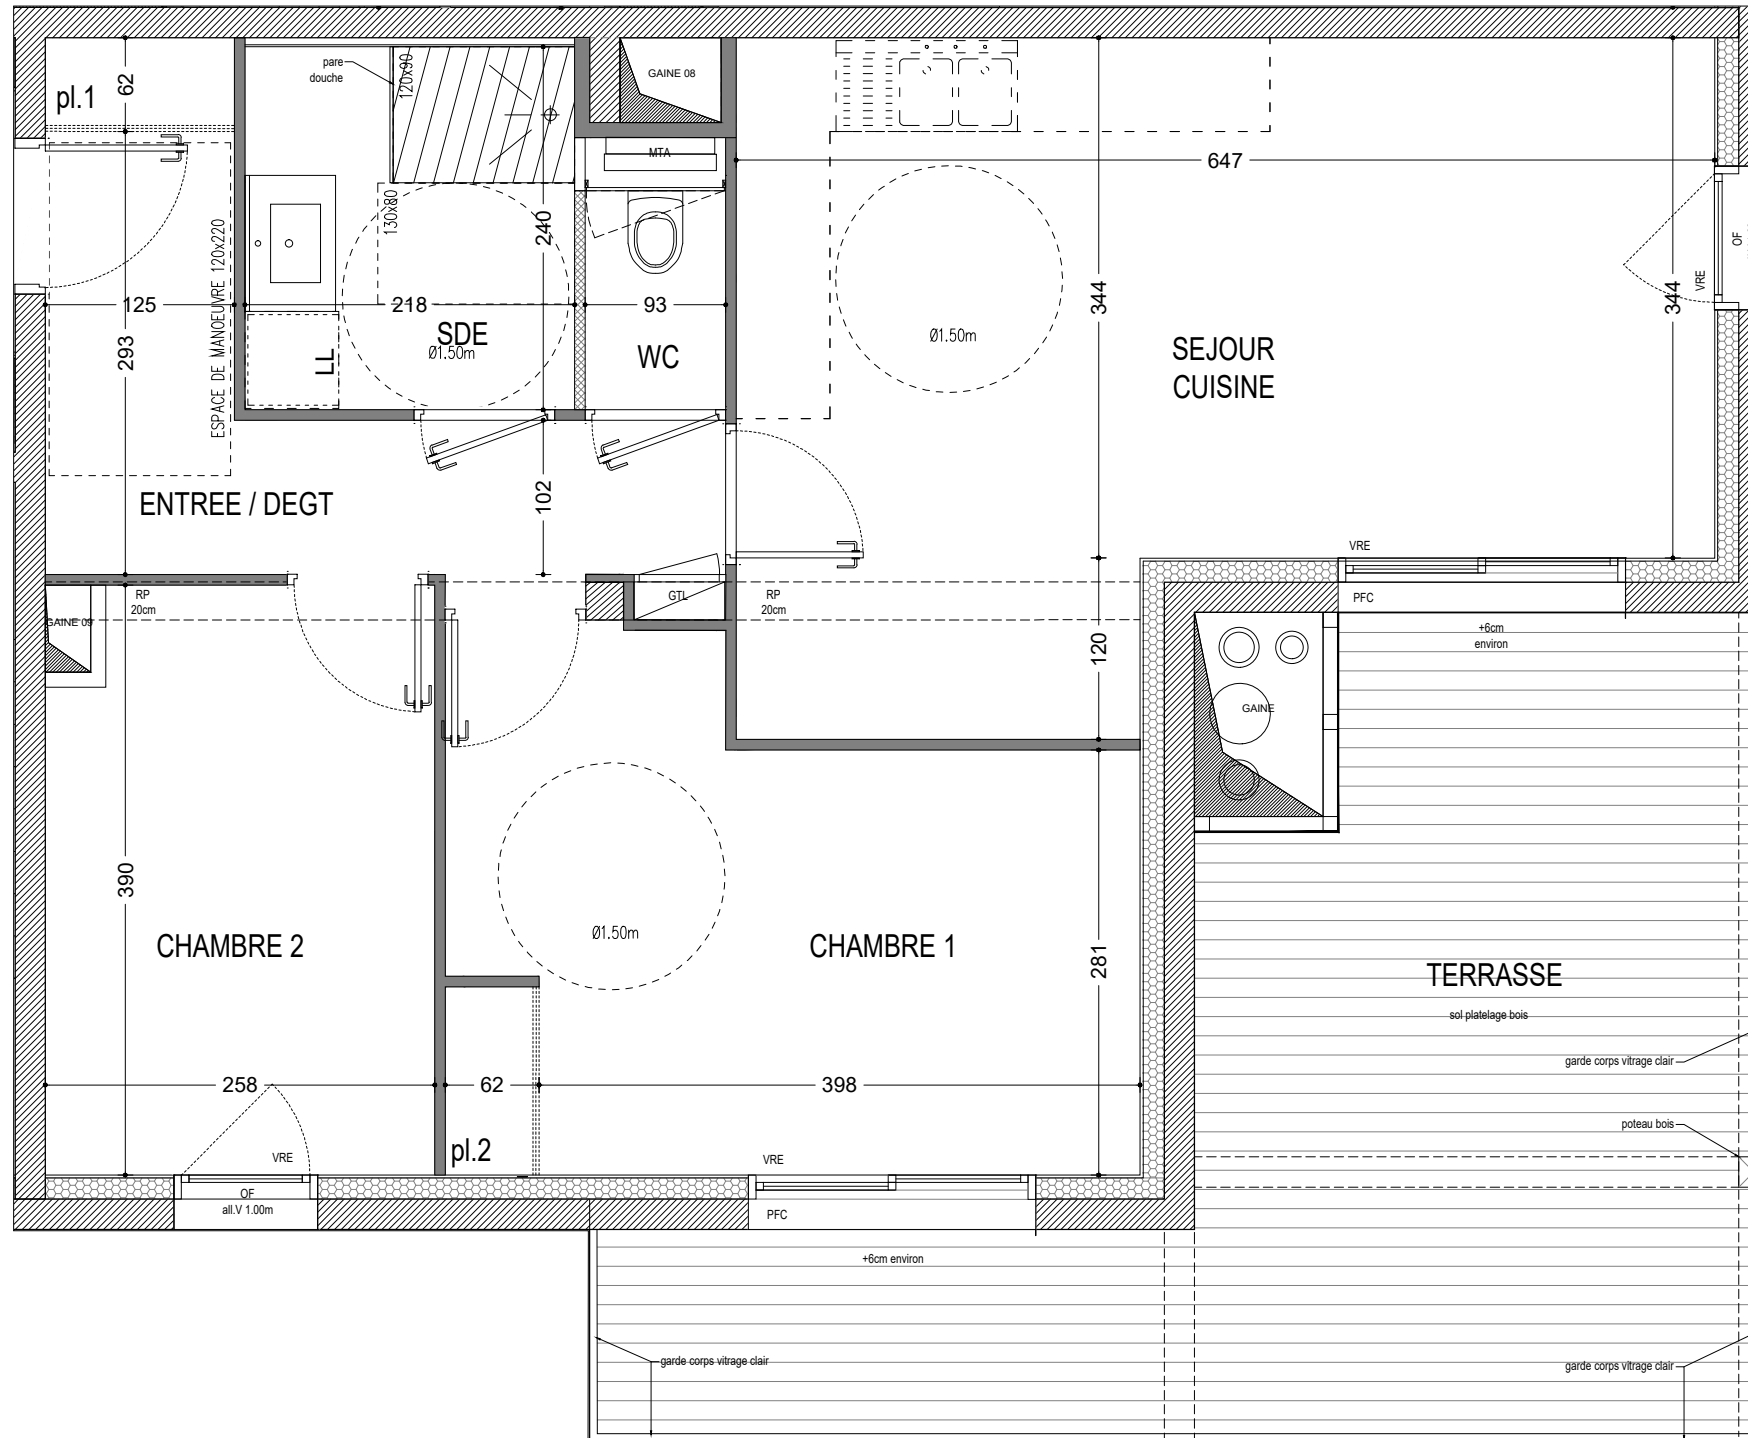 pare
douche
120x90
GAINE 08
62
pl.1
MTA
647
130x80
240
ESPACE DE MANOEUVRE 120x220
125
218
93
344
344
OF
VRE
293
LL
SDE
Ø1.50m
WC
Ø1.50m
SEJOUR
CUISINE
ENTREE / DEGT
102
VRE
RP
20cm
GTL
RP
20cm
PFC
GAINE 09
+6cm
environ
120
GAINE
390
CHAMBRE 2
Ø1.50m
CHAMBRE 1
281
TERRASSE
sol platelage bois
garde corps vitrage clair
258
62
398
poteau bois
pl.2
VRE
VRE
OF
all.V 1.00m
PFC
+6cm environ
garde corps vitrage clair
garde corps vitrage clair